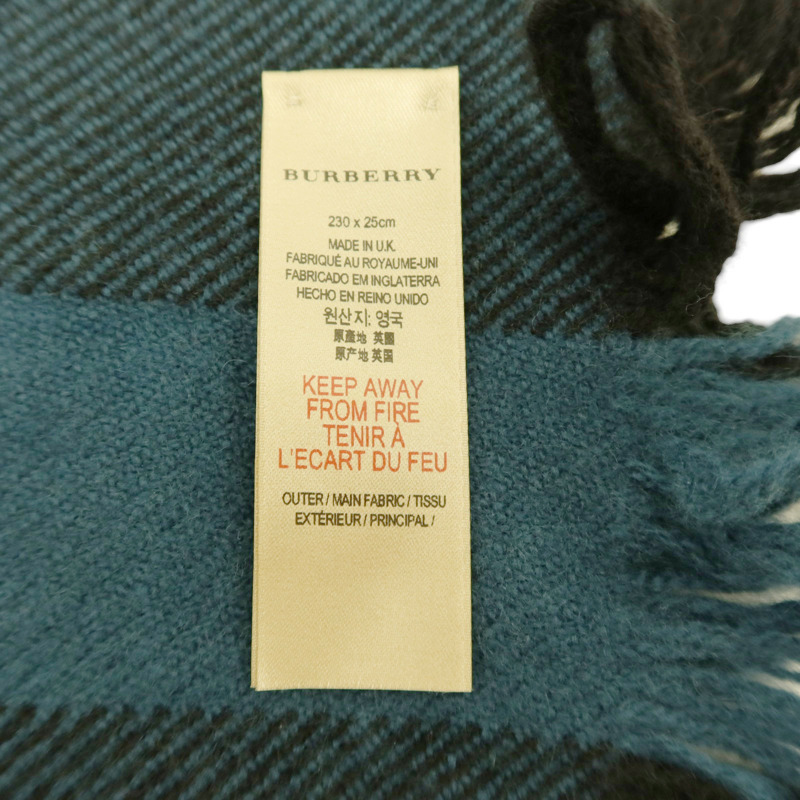 BURBERRY
230 x 25cm
MADE IN U.K.
FABRIQUÉ AU ROYAUME-UNI
FABRICADO EM INGLATERRA
HECHO EN REINO UNIDO
원산지: 영국
原產地 英國
原产地 英国
KEEP AWAY
FROM FIRE
TENIR À
L'ECART DU FEU
OUTER / MAIN FABRIC / TISSU
EXTÉRIEUR / PRINCIPAL /